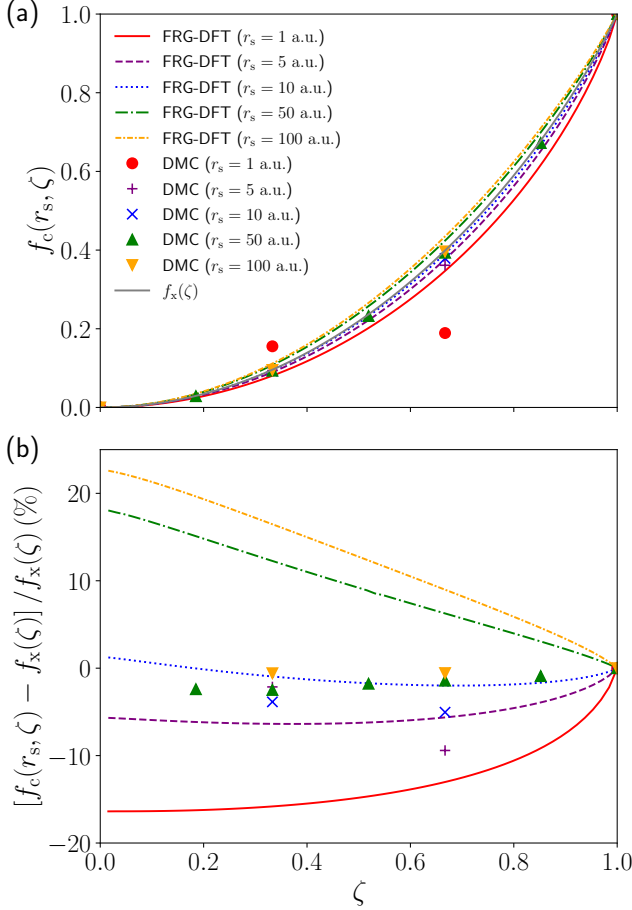 (a)
1.0
0.8
0.6
0.4
0.2
0.0
f_c(r_s, ζ)
FRG-DFT (r_s = 1 a.u.)
FRG-DFT (r_s = 5 a.u.)
FRG-DFT (r_s = 10 a.u.)
FRG-DFT (r_s = 50 a.u.)
FRG-DFT (r_s = 100 a.u.)
DMC (r_s = 1 a.u.)
DMC (r_s = 5 a.u.)
DMC (r_s = 10 a.u.)
DMC (r_s = 50 a.u.)
DMC (r_s = 100 a.u.)
f_x(ζ)
(b)
20
10
0
−10
−20
[f_c(r_s, ζ) − f_x(ζ)] / f_x(ζ) (%)
0.0 0.2 0.4 0.6 0.8 1.0
ζ